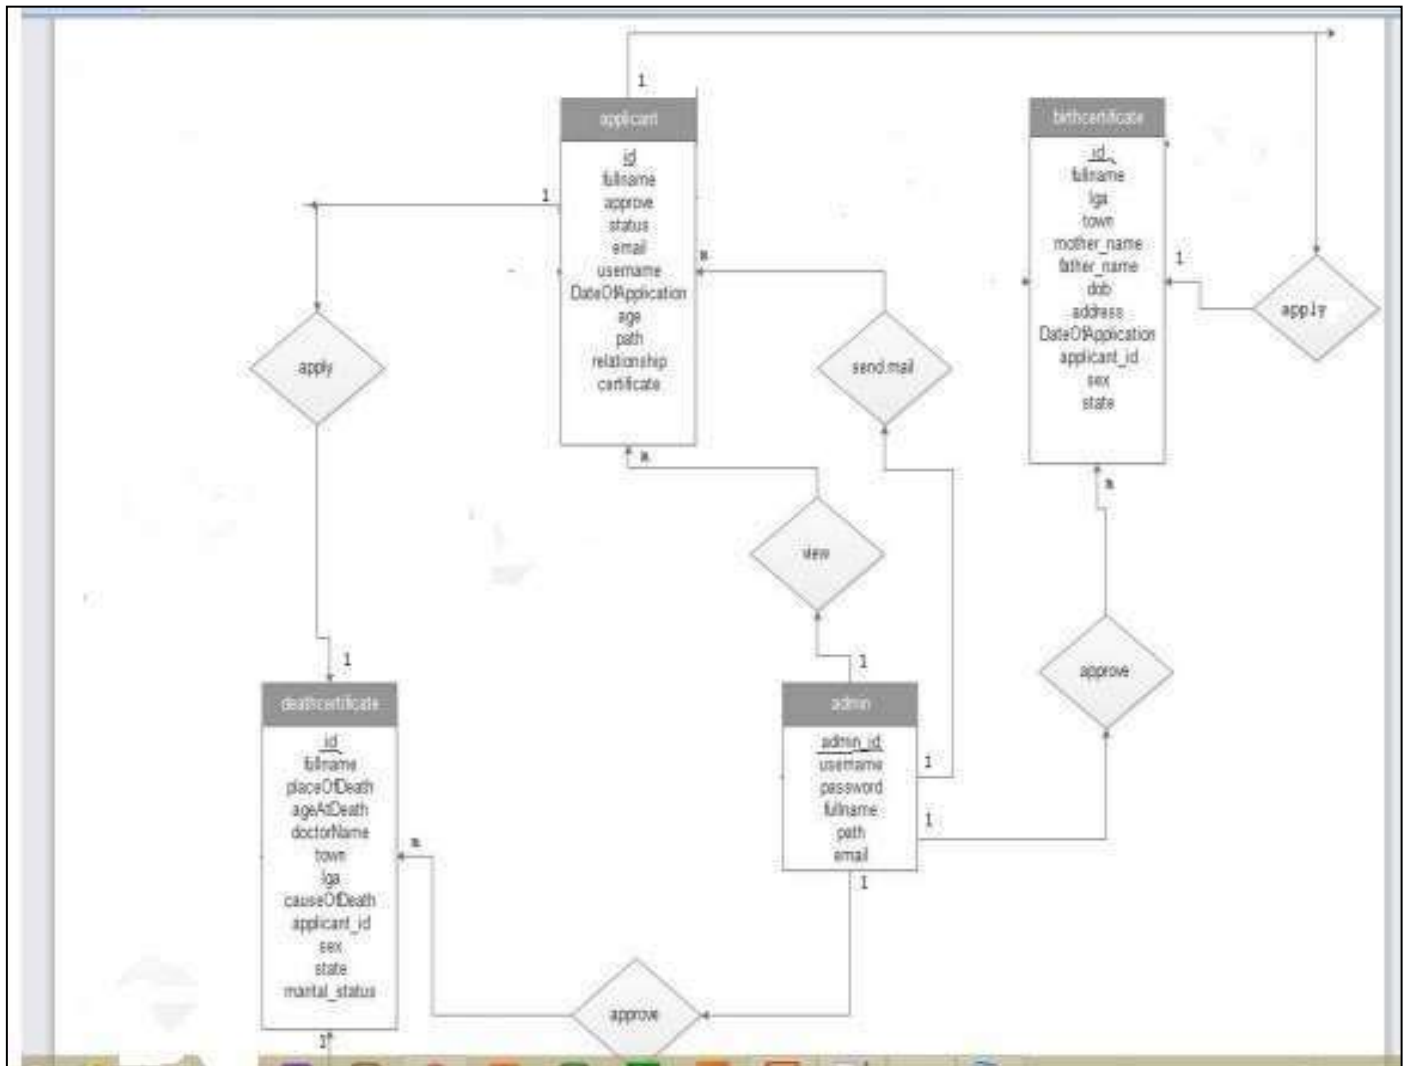 1
applicant
id
fullname
approve
status
email
username
DateOfApplication
age
path
relationship
certificate
birthcertificate
id
fullname
lga
town
mother_name
father_name
dob
address
DateOfApplication
applicant_id
sex
state
1
1
apply
apply
send mail
view
approve
1
1
deathcertificate
id
fullname
placeOfDeath
ageAtDeath
doctorName
town
lga
causeOfDeath
applicant_id
sex
state
marital_status
admin
admin_id
username
password
fullname
path
email
1
1
1
approve
1